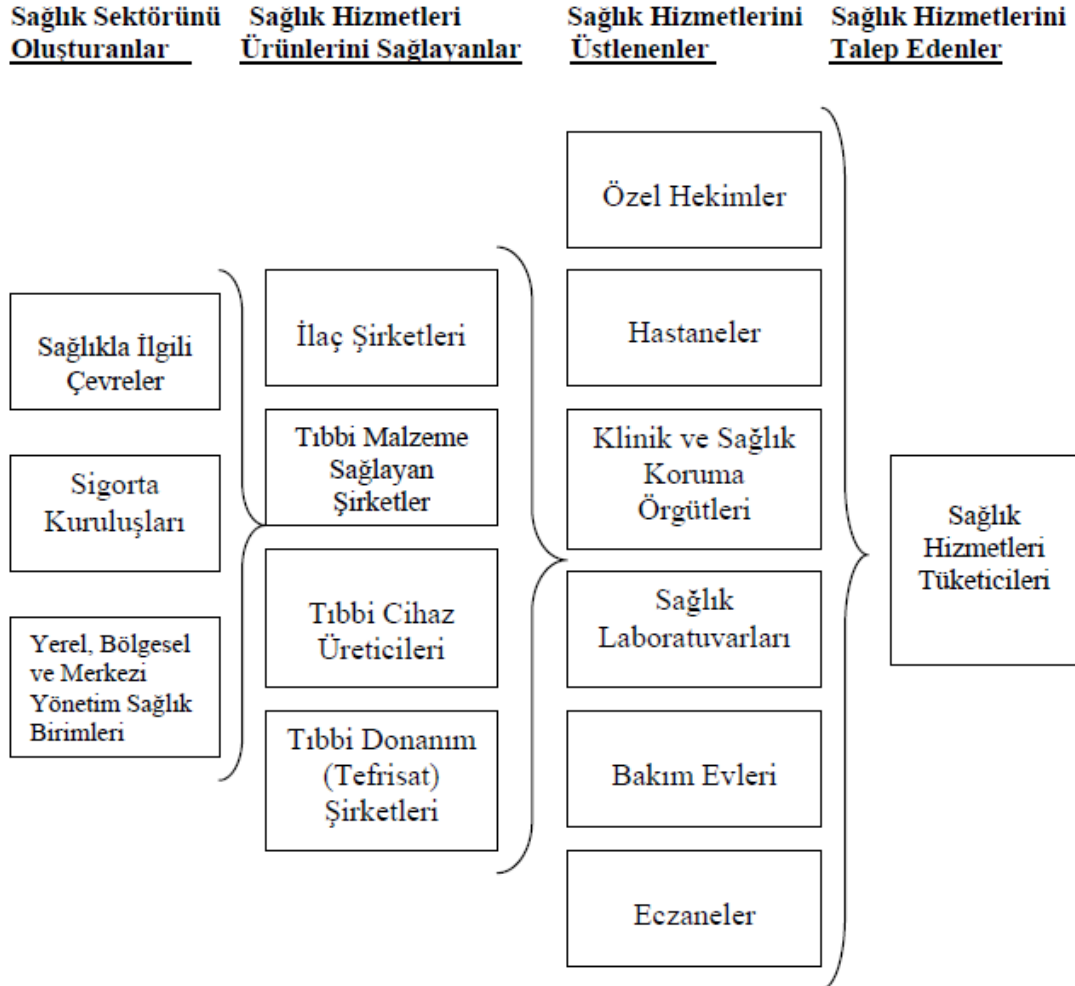 Sağlık Sektörünü
Oluşturanlar
Sağlık Hizmetleri
Ürünlerini Sağlayanlar
Sağlık Hizmetlerini
Üstlenenler
Sağlık Hizmetlerini
Talep Edenler
Sağlıkla İlgili
Çevreler
Sigorta
Kuruluşları
Yerel, Bölgesel
ve Merkezi
Yönetim Sağlık
Birimleri
İlaç Şirketleri
Tıbbi Malzeme
Sağlayan
Şirketler
Tıbbi Cihaz
Üreticileri
Tıbbi Donanım
(Tefrisat)
Şirketleri
Özel Hekimler
Hastaneler
Klinik ve Sağlık
Koruma
Örgütleri
Sağlık
Laboratuvarları
Bakım Evleri
Eczaneler
Sağlık
Hizmetleri
Tüketicileri